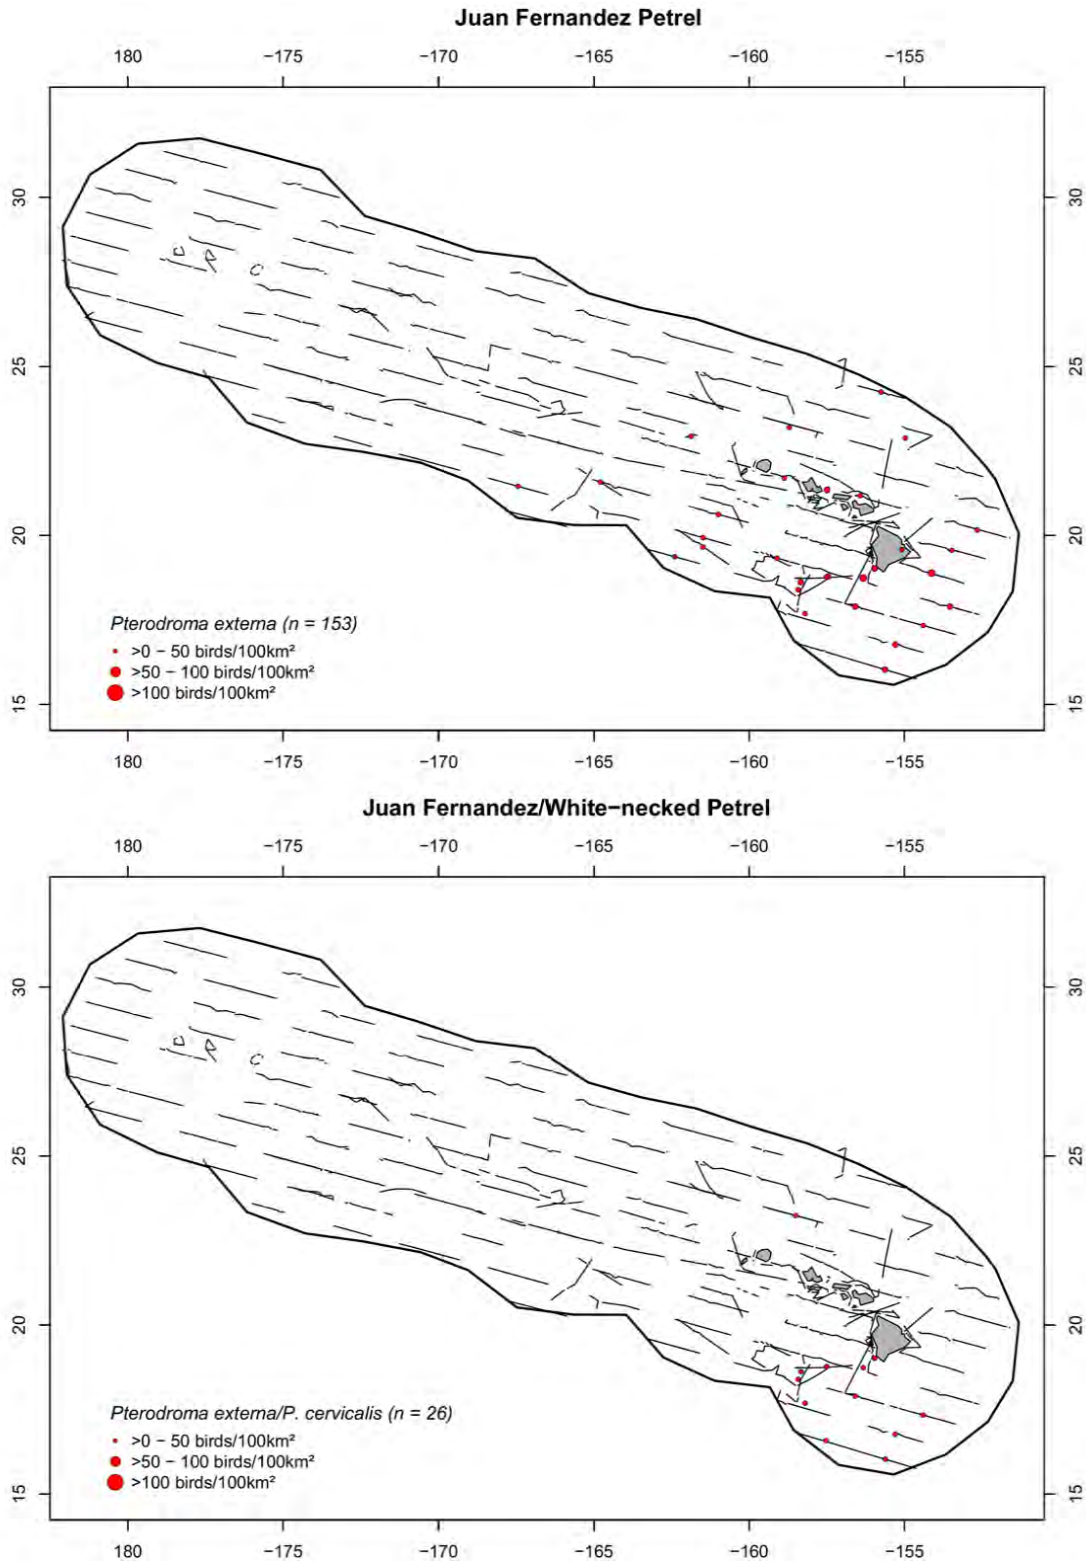 Juan Fernandez Petrel
180 −175 −170 −165 −160 −155
30 30
25 25
20 20
15 15
Pterodroma externa (n = 153)
>0 − 50 birds/100km²
>50 − 100 birds/100km²
>100 birds/100km²
180 −175 −170 −165 −160 −155
Juan Fernandez/White−necked Petrel
180 −175 −170 −165 −160 −155
30 30
25 25
20 20
15 15
Pterodroma externa/P. cervicalis (n = 26)
>0 − 50 birds/100km²
>50 − 100 birds/100km²
>100 birds/100km²
180 −175 −170 −165 −160 −155